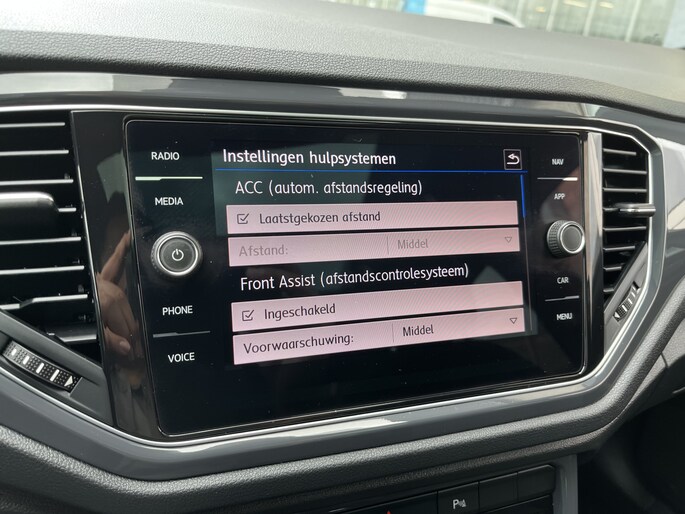 RADIO
MEDIA
PHONE
VOICE
Instellingen hulpsystemen
ACC (autom. afstandsregeling)
Laatstgekozen afstand
Afstand: Middel
Front Assist (afstandscontrolesysteem)
Ingeschakeld
Voorwaarschuwing: Middel
NAV
APP
CAR
MENU
P